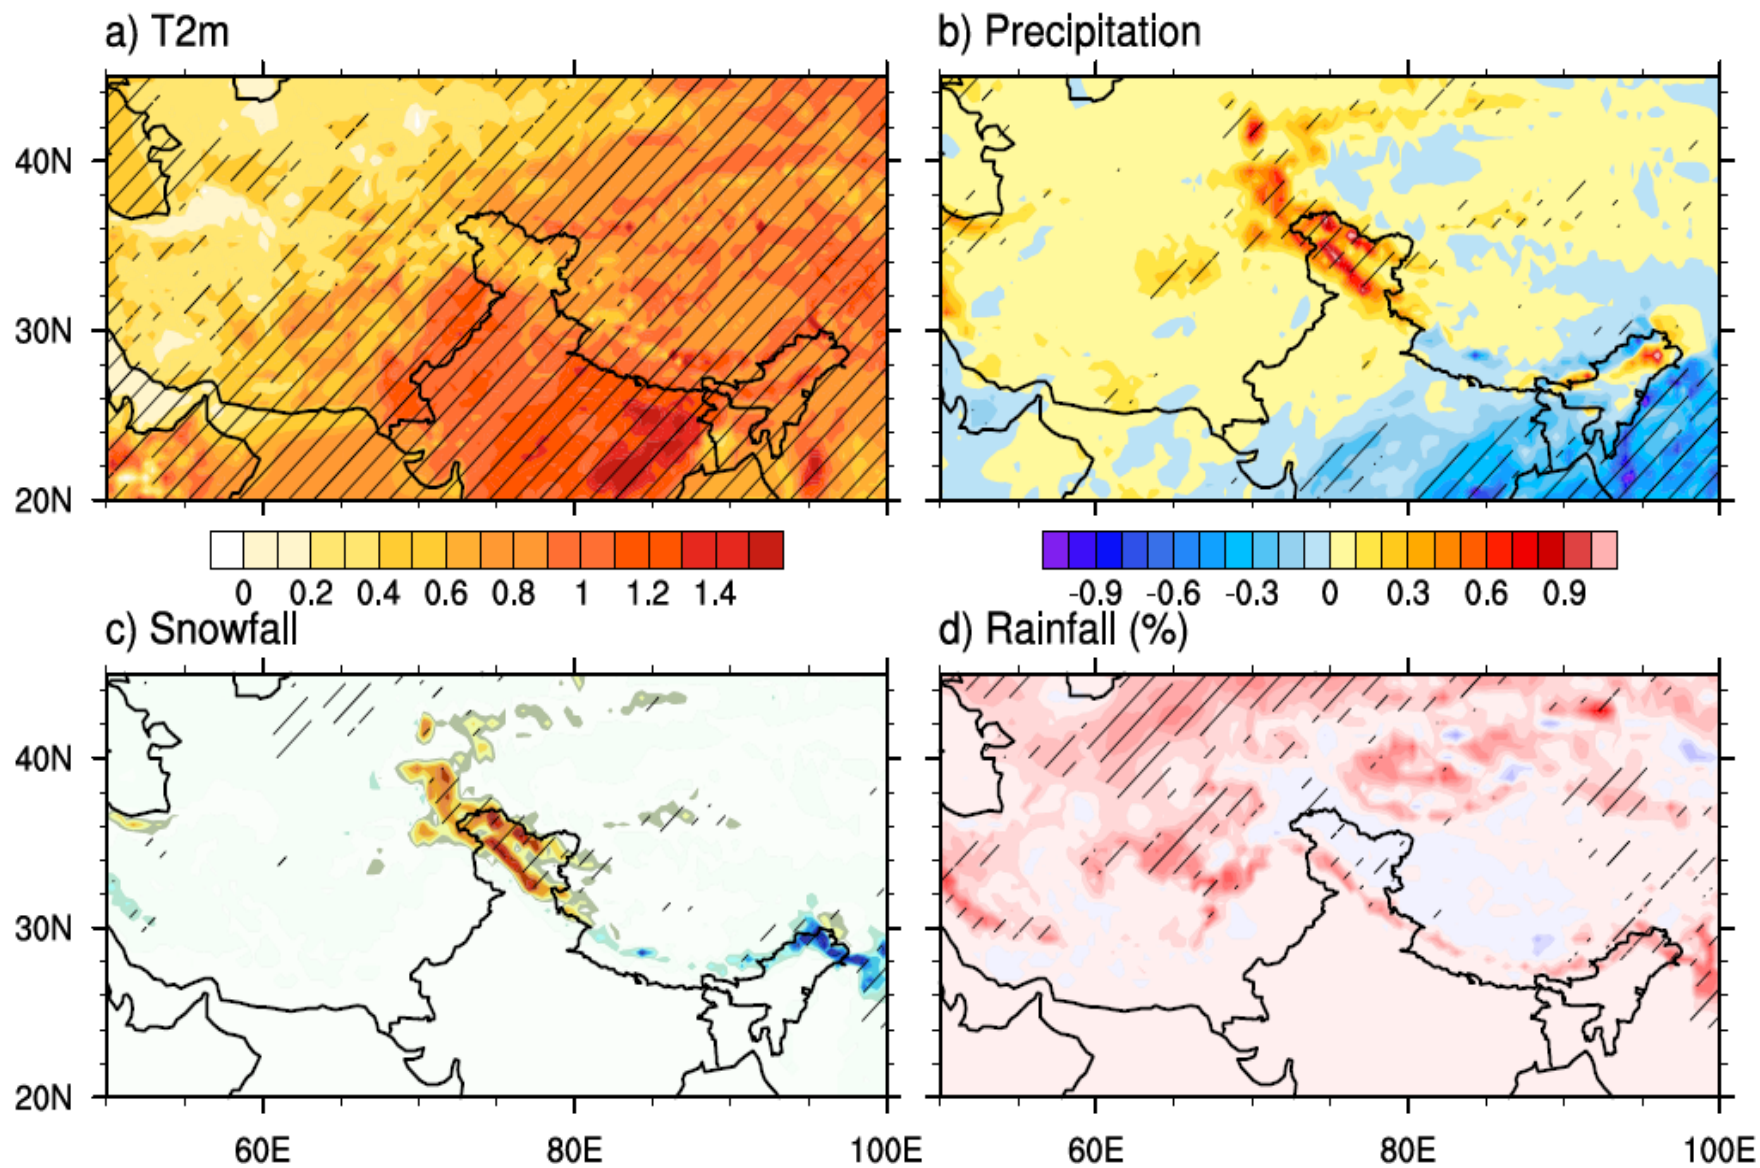 a) T2m
b) Precipitation
40N
30N
20N
0 0.2 0.4 0.6 0.8 1 1.2 1.4
-0.9 -0.6 -0.3 0 0.3 0.6 0.9
c) Snowfall
d) Rainfall (%)
40N
30N
20N
60E 80E 100E
60E 80E 100E